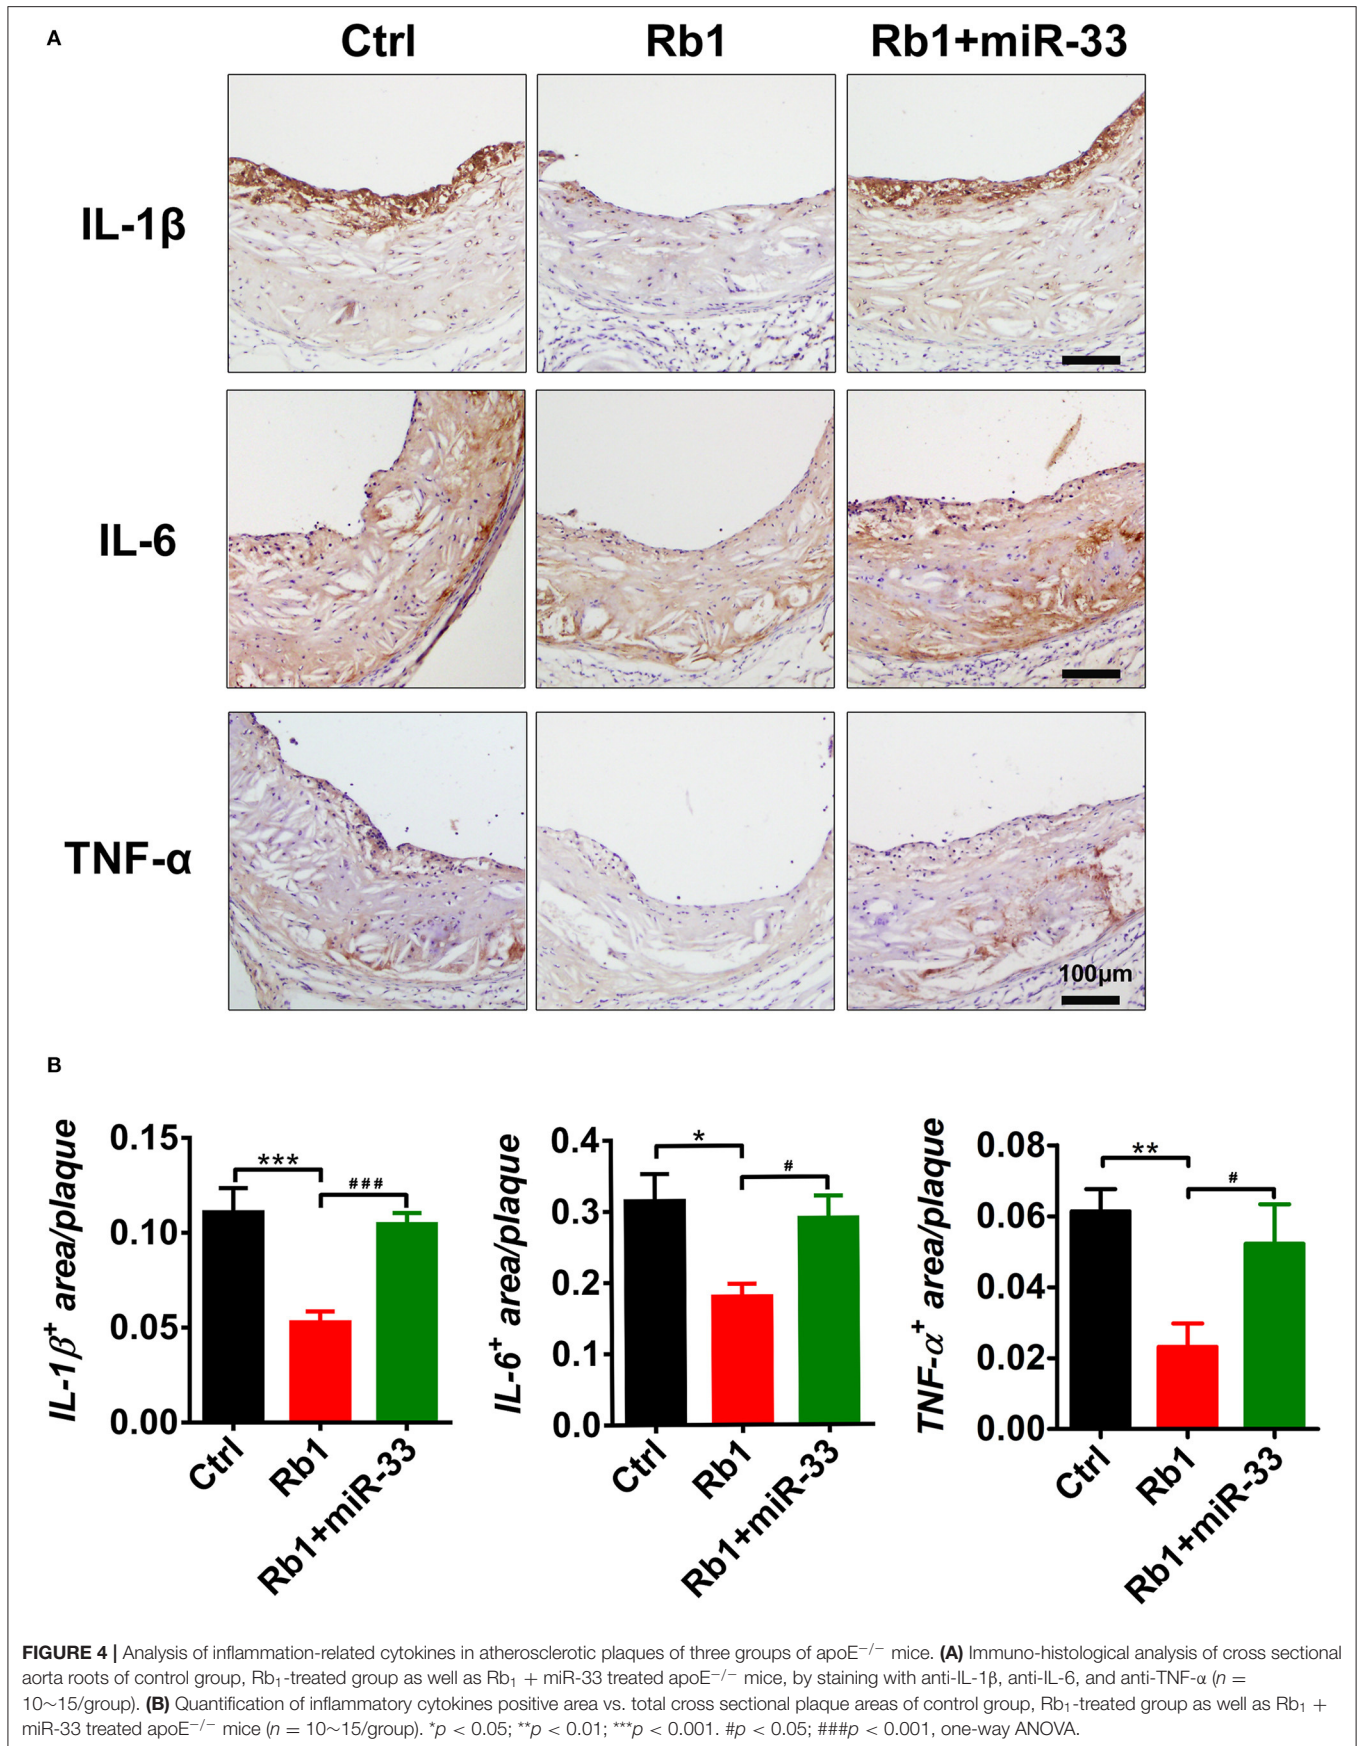 A
Ctrl Rb1 Rb1+miR-33
IL-1β
IL-6
TNF-α
100μm
B
IL-1β⁺ area/plaque
0.15
0.10
0.05
0.00
***
###
Ctrl
Rb1
Rb1+miR-33
IL-6⁺ area/plaque
0.4
0.3
0.2
0.1
0.0
*
#
Ctrl
Rb1
Rb1+miR-33
TNF-α⁺ area/plaque
0.08
0.06
0.04
0.02
0.00
**
#
Ctrl
Rb1
Rb1+miR-33
FIGURE 4 | Analysis of inflammation-related cytokines in atherosclerotic plaques of three groups of apoE⁻/⁻ mice. (A) Immuno-histological analysis of cross sectional
aorta roots of control group, Rb₁-treated group as well as Rb₁ + miR-33 treated apoE⁻/⁻ mice, by staining with anti-IL-1β, anti-IL-6, and anti-TNF-α (n =
10~15/group). (B) Quantification of inflammatory cytokines positive area vs. total cross sectional plaque areas of control group, Rb₁-treated group as well as Rb₁ +
miR-33 treated apoE⁻/⁻ mice (n = 10~15/group). *p < 0.05; **p < 0.01; ***p < 0.001. #p < 0.05; ###p < 0.001, one-way ANOVA.